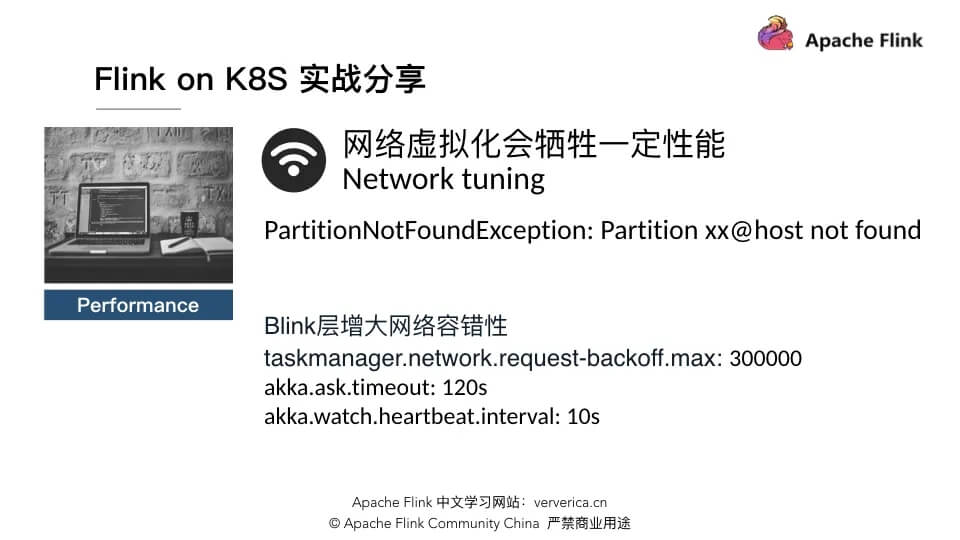 Apache Flink
Flink on K8S 实战分享
网络虚拟化会牺牲一定性能
Network tuning
PartitionNotFoundException: Partition xx@host not found
Performance
Blink层增大网络容错性
taskmanager.network.request-backoff.max: 300000
akka.ask.timeout: 120s
akka.watch.heartbeat.interval: 10s
Apache Flink 中文学习网站：ververica.cn
© Apache Flink Community China 严禁商业用途